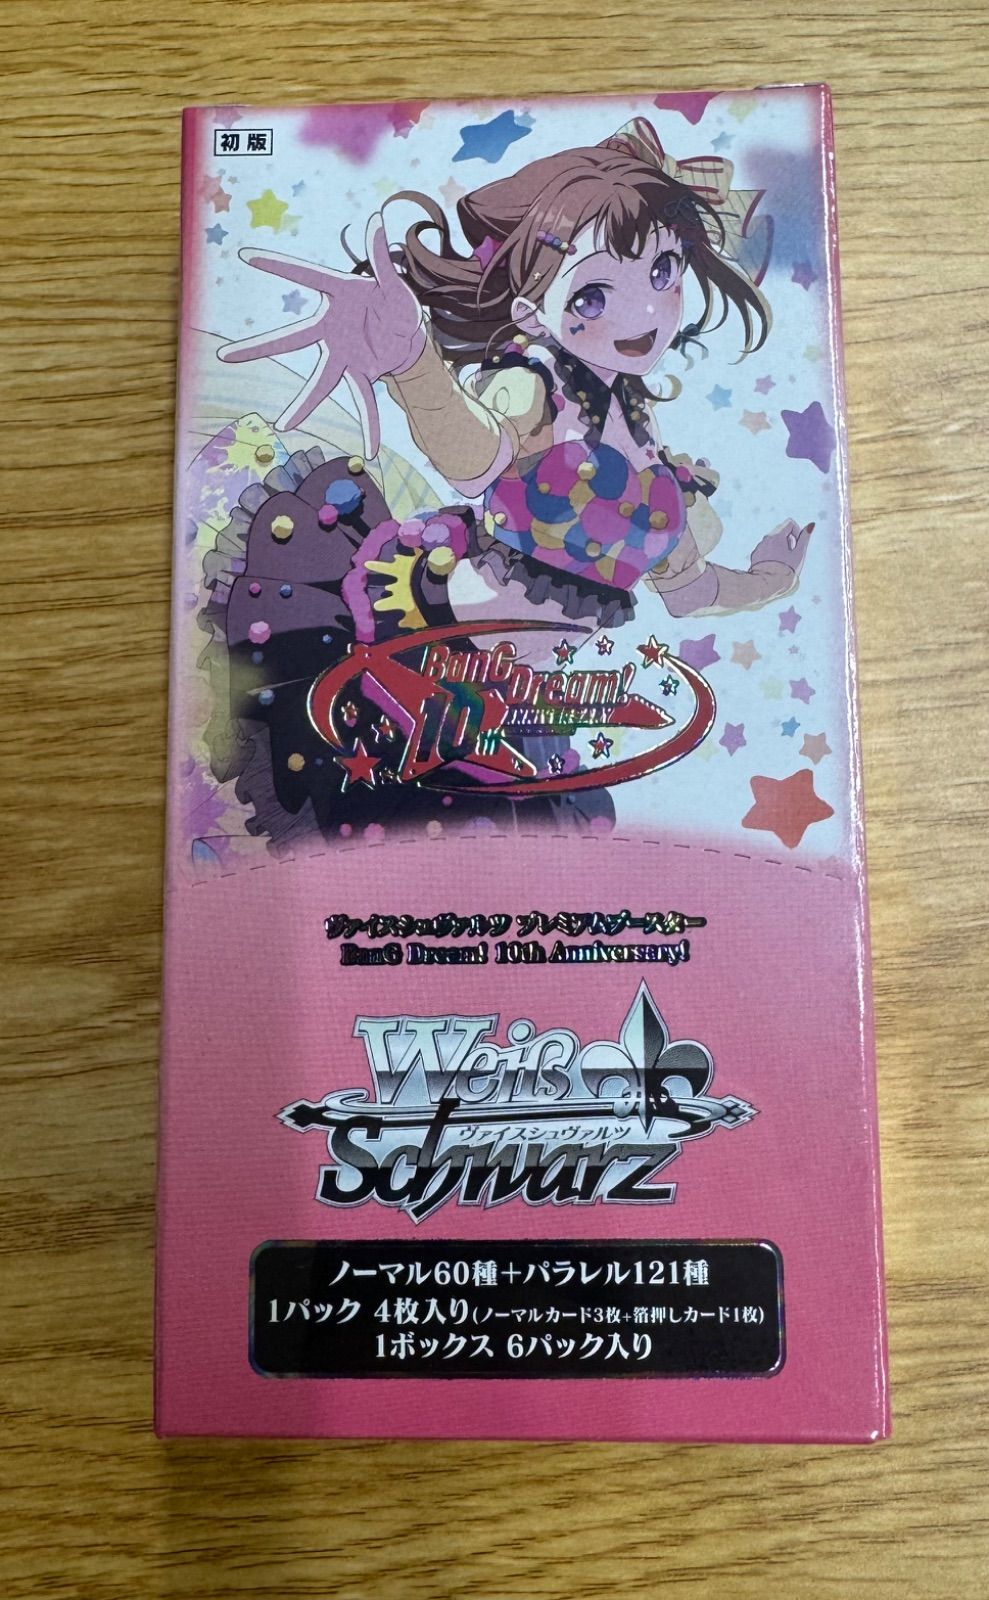 初版
BanG Dream!
10th
ANNIVERSARY
ヴァイスシュヴァルツ プレミアムブースター
BanG Dream! 10th Anniversary!
Weiß
ヴァイスシュヴァルツ
Schwarz
ノーマル60種＋パラレル121種
1パック 4枚入り(ノーマルカード3枚+箔押しカード1枚)
1ボックス 6パック入り